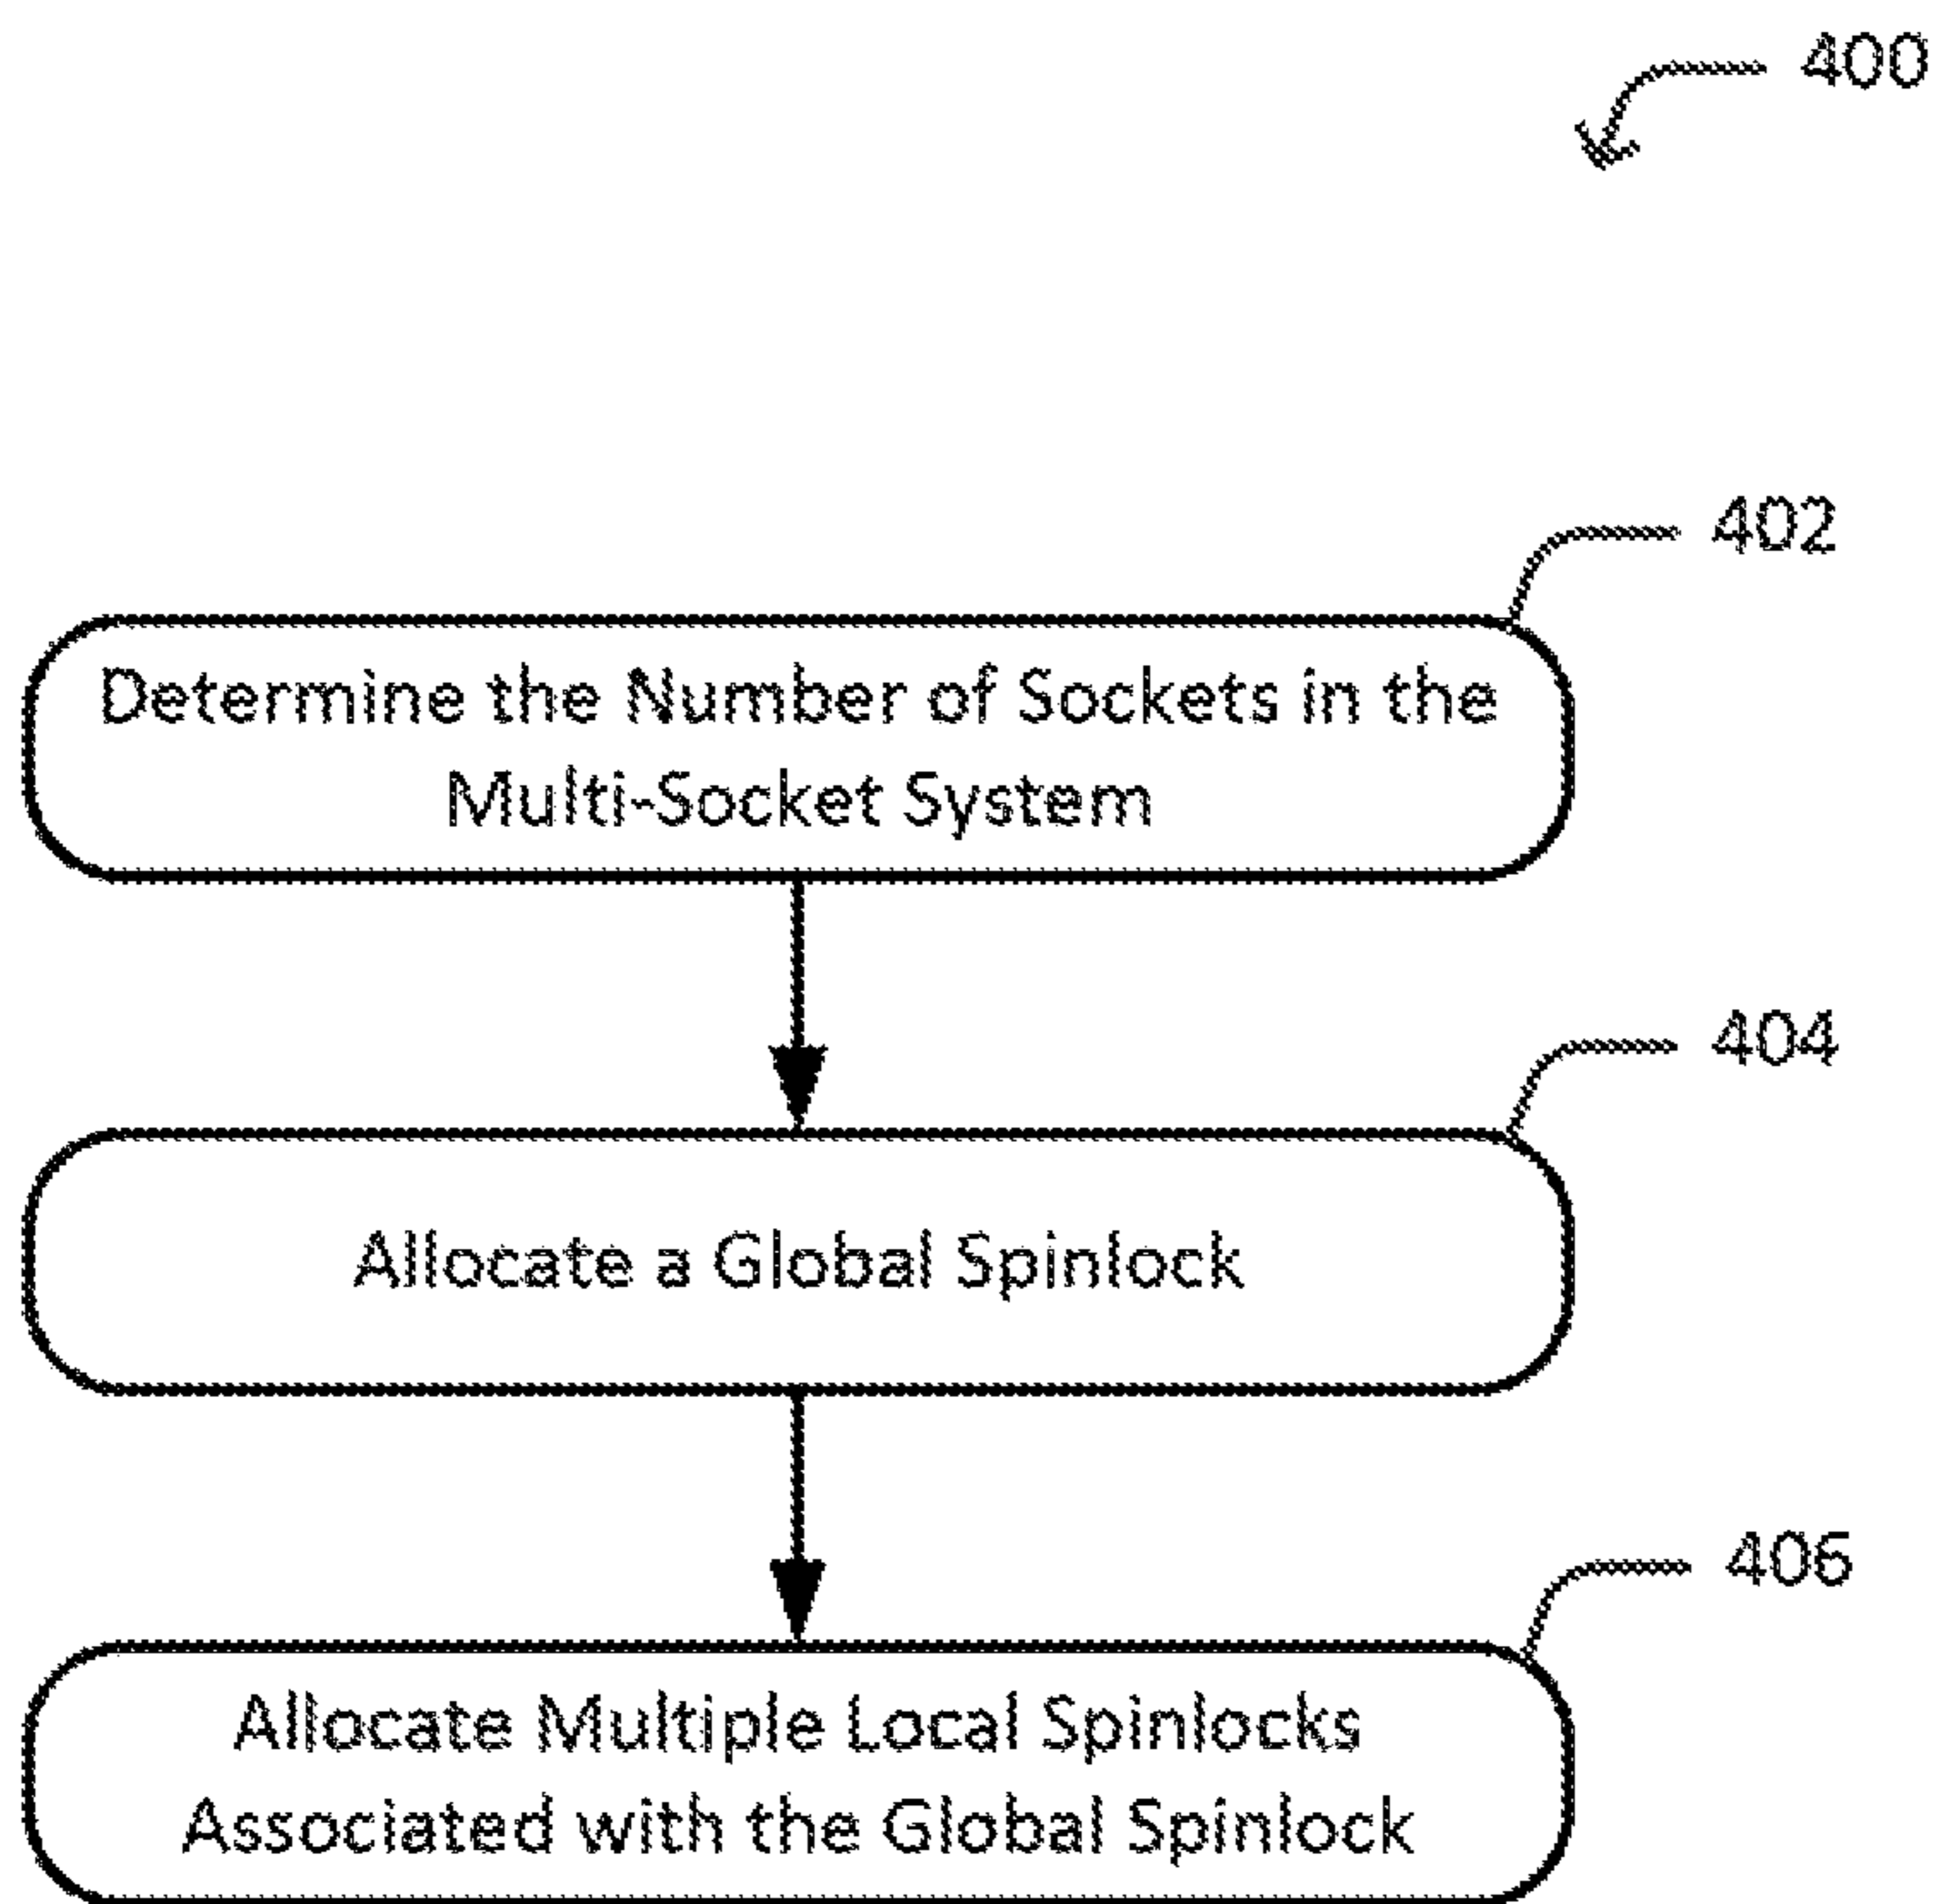 400
402
Determine the Number of Sockets in the
Multi-Socket System
404
Allocate a Global Spinlock
406
Allocate Multiple Local Spinlocks
Associated with the Global Spinlock